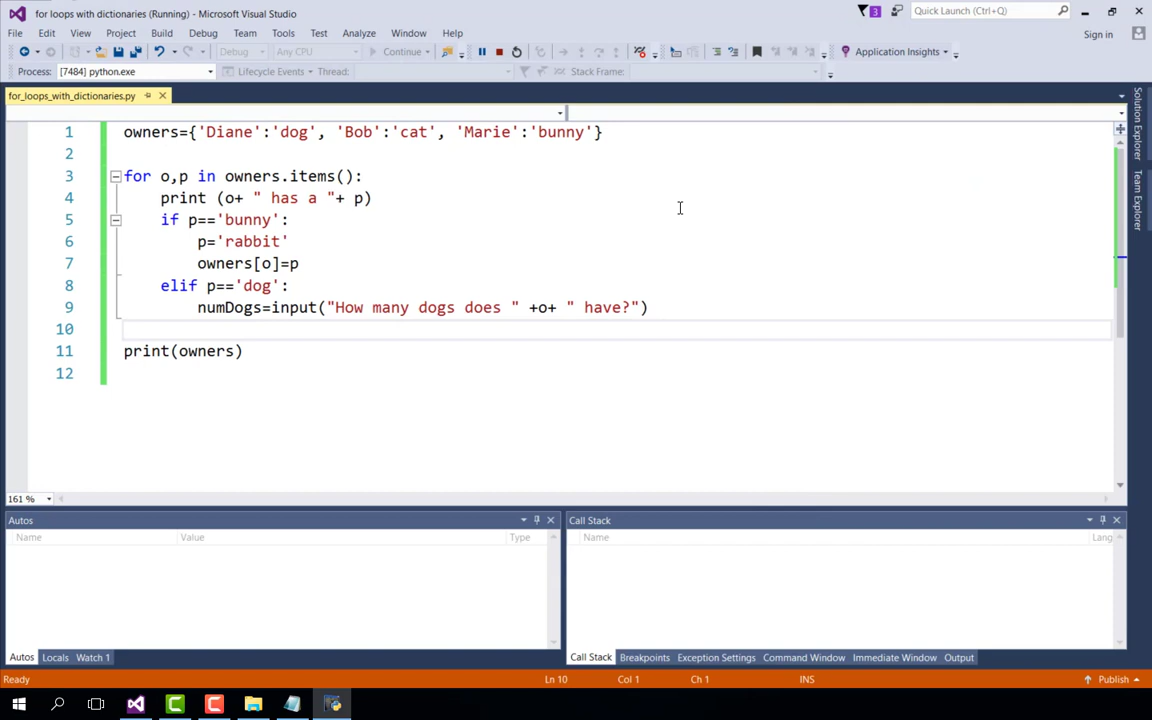 for loops with dictionaries (Running) - Microsoft Visual Studio
3
Quick Launch (Ctrl+Q)
File Edit View Project Build Debug Team Tools Test Analyze Window Help
Sign in
Debug Any CPU Continue Application Insights
Process: [7484] python.exe Lifecycle Events Thread: Stack Frame:
for_loops_with_dictionaries.py
1 owners={'Diane':'dog', 'Bob':'cat', 'Marie':'bunny'}
2
3 for o,p in owners.items():
4 print (o+ " has a "+ p)
5 if p=='bunny':
6 p='rabbit'
7 owners[o]=p
8 elif p=='dog':
9 numDogs=input("How many dogs does " +o+ " have?")
10
11 print(owners)
12
Solution Explorer
Team Explorer
161 %
Autos
Name Value Type
Autos Locals Watch 1
Call Stack
Name Lang
Call Stack Breakpoints Exception Settings Command Window Immediate Window Output
Ready Ln 10 Col 1 Ch 1 INS Publish